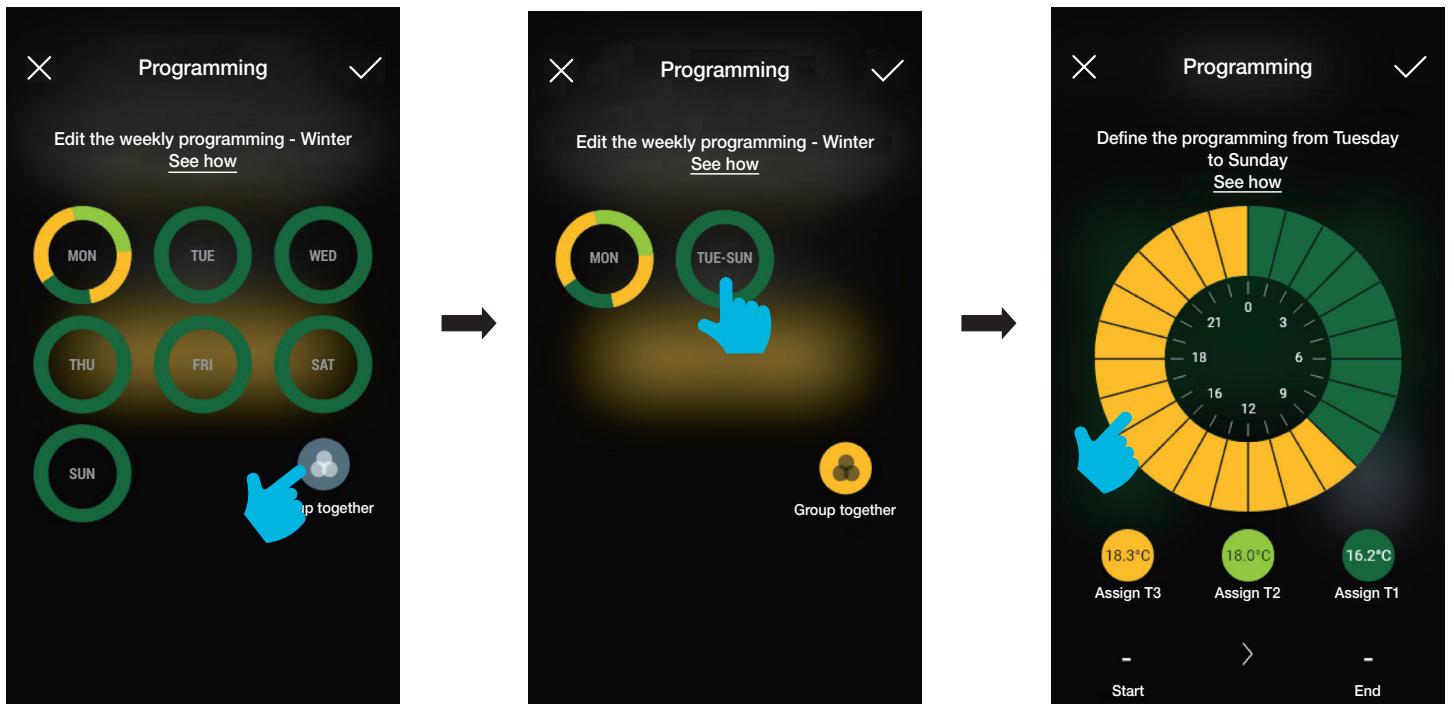 Programming
Edit the weekly programming - Winter
See how
MON
TUE
WED
THU
FRI
SAT
SUN
p together
Programming
Edit the weekly programming - Winter
See how
MON
TUE-SUN
Group together
Programming
Define the programming from Tuesday
to Sunday
See how
0
3
6
9
12
16
18
21
18.3°C
18.0°C
16.2°C
Assign T3
Assign T2
Assign T1
-
-
Start
End